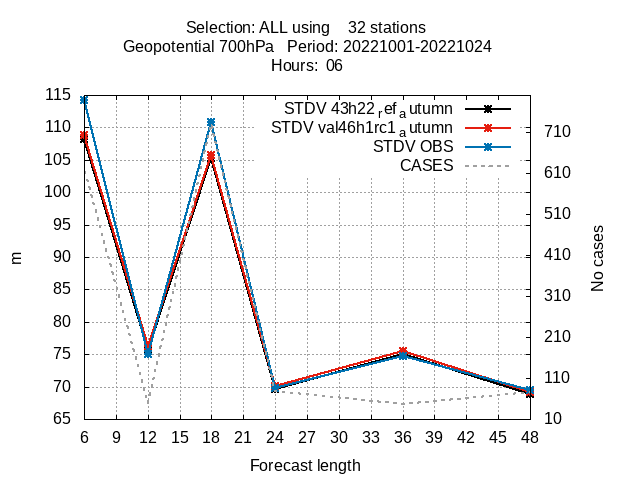 Selection: ALL using 32 stations
Geopotential 700hPa Period: 20221001-20221024
Hours: 06
STDV 43h22refautumn
STDV val46h1rc1autumn
STDV OBS
CASES
115
110
105
100
95
90
85
80
75
70
65
m
710
610
510
410
310
210
110
10
No cases
6 9 12 15 18 21 24 27 30 33 36 39 42 45 48
Forecast length